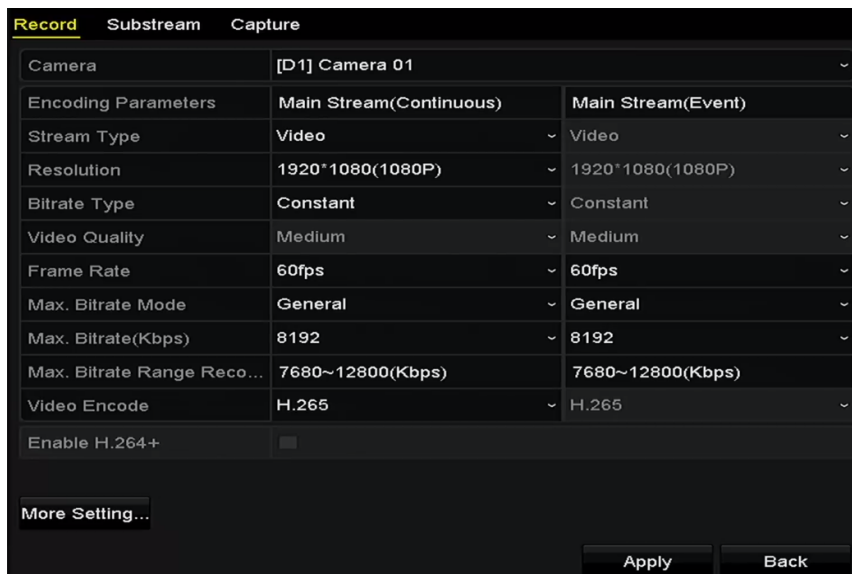 Record Substream Capture
Camera [D1] Camera 01
Encoding Parameters Main Stream(Continuous) Main Stream(Event)
Stream Type Video Video
Resolution 1920*1080(1080P) 1920*1080(1080P)
Bitrate Type Constant Constant
Video Quality Medium Medium
Frame Rate 60fps 60fps
Max. Bitrate Mode General General
Max. Bitrate(Kbps) 8192 8192
Max. Bitrate Range Reco... 7680~12800(Kbps) 7680~12800(Kbps)
Video Encode H.265 H.265
Enable H.264+
More Setting...
Apply Back